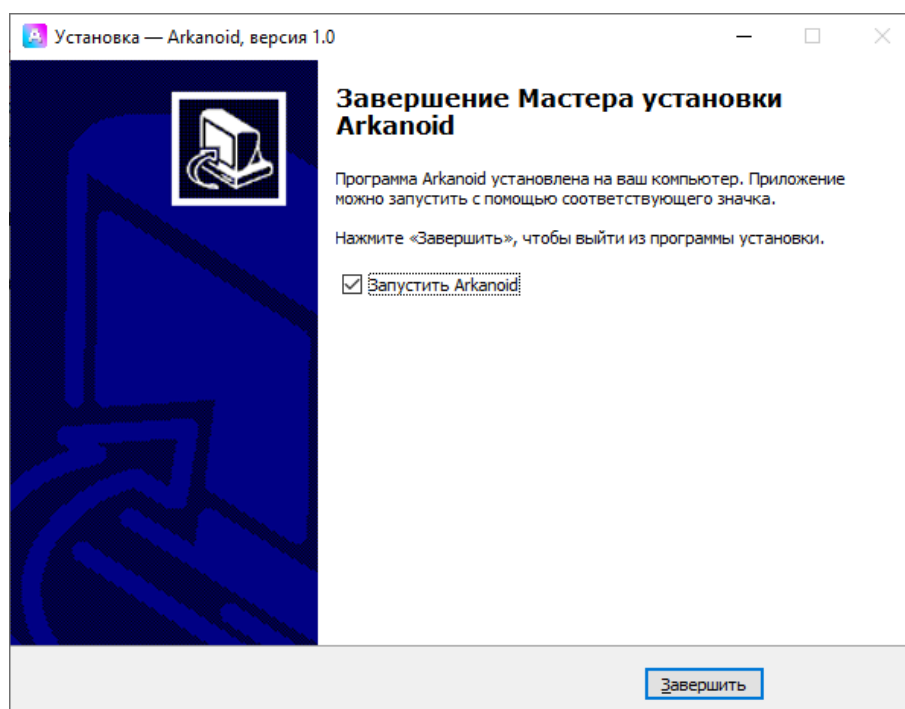 Установка — Arkanoid, версия 1.0
Завершение Мастера установки
Arkanoid
Программа Arkanoid установлена на ваш компьютер. Приложение
можно запустить с помощью соответствующего значка.
Нажмите «Завершить», чтобы выйти из программы установки.
Запустить Arkanoid
Завершить